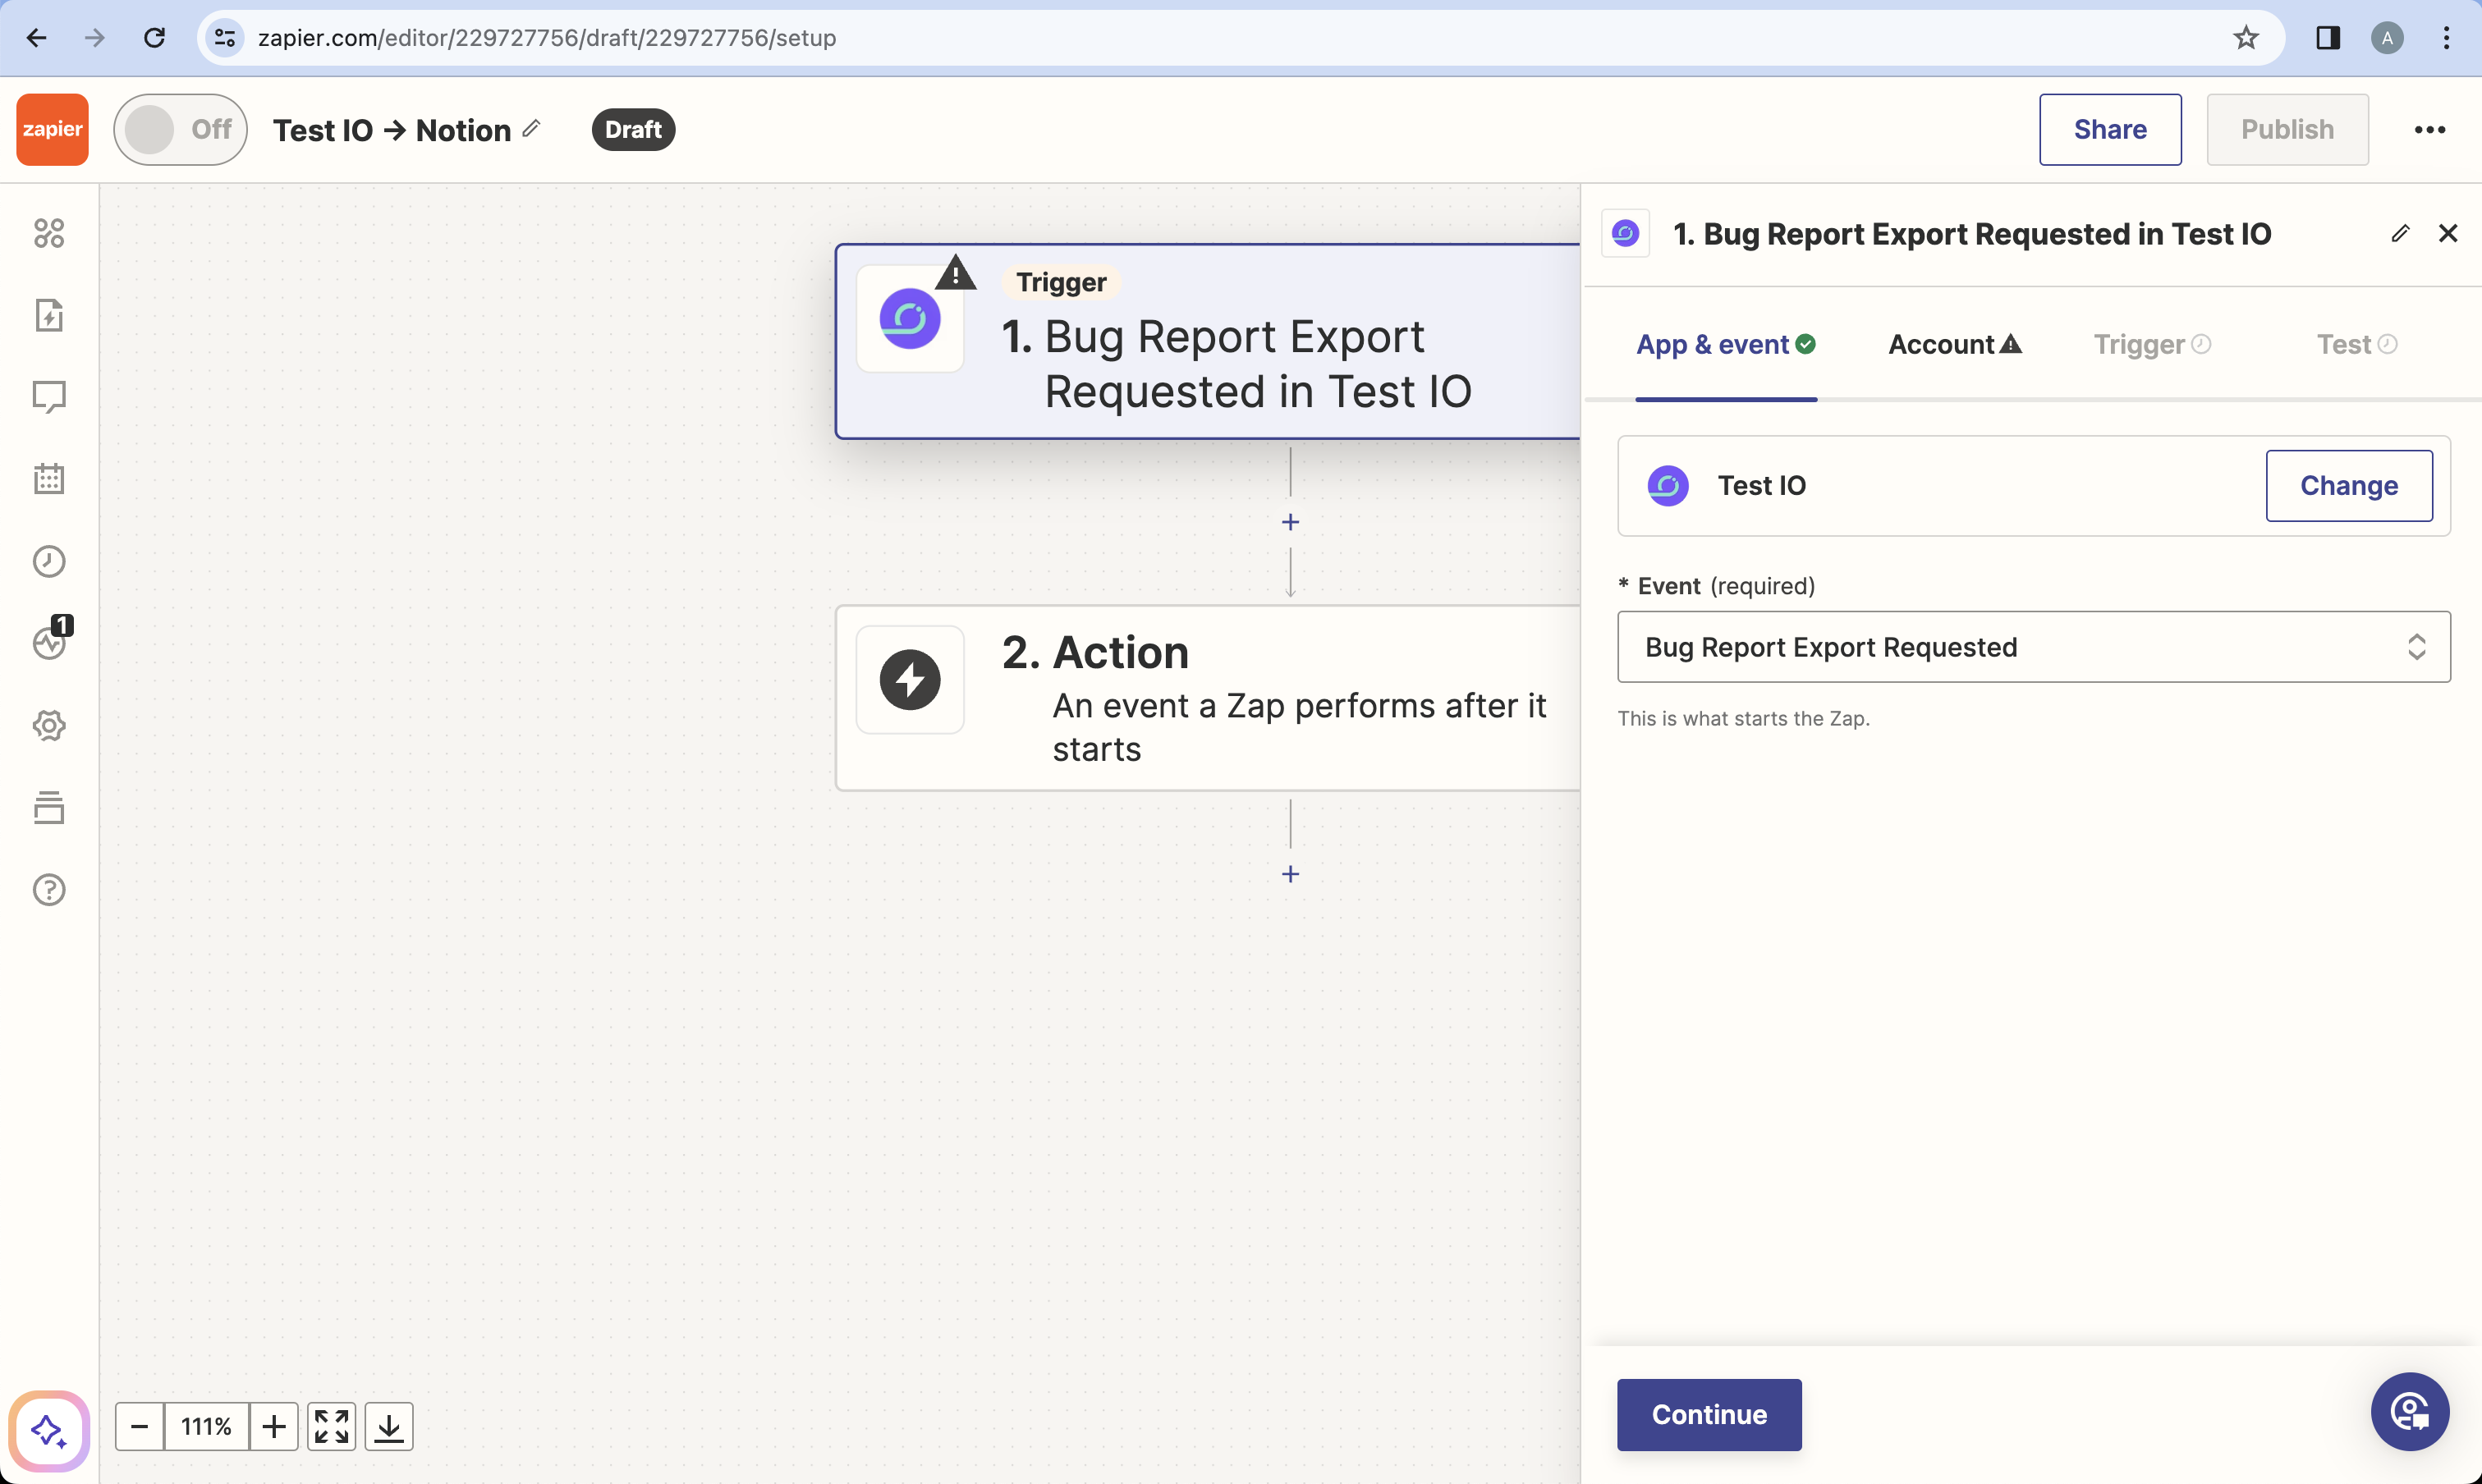 zapier.com/editor/229727756/draft/229727756/setup
A
zapier
Off
Test IO → Notion
Draft
Share
Publish
1. Bug Report Export Requested in Test IO
Trigger
1. Bug Report Export
Requested in Test IO
App & event
Account
Trigger
Test
Test IO
Change
* Event (required)
Bug Report Export Requested
This is what starts the Zap.
1
2. Action
An event a Zap performs after it
starts
111%
Continue